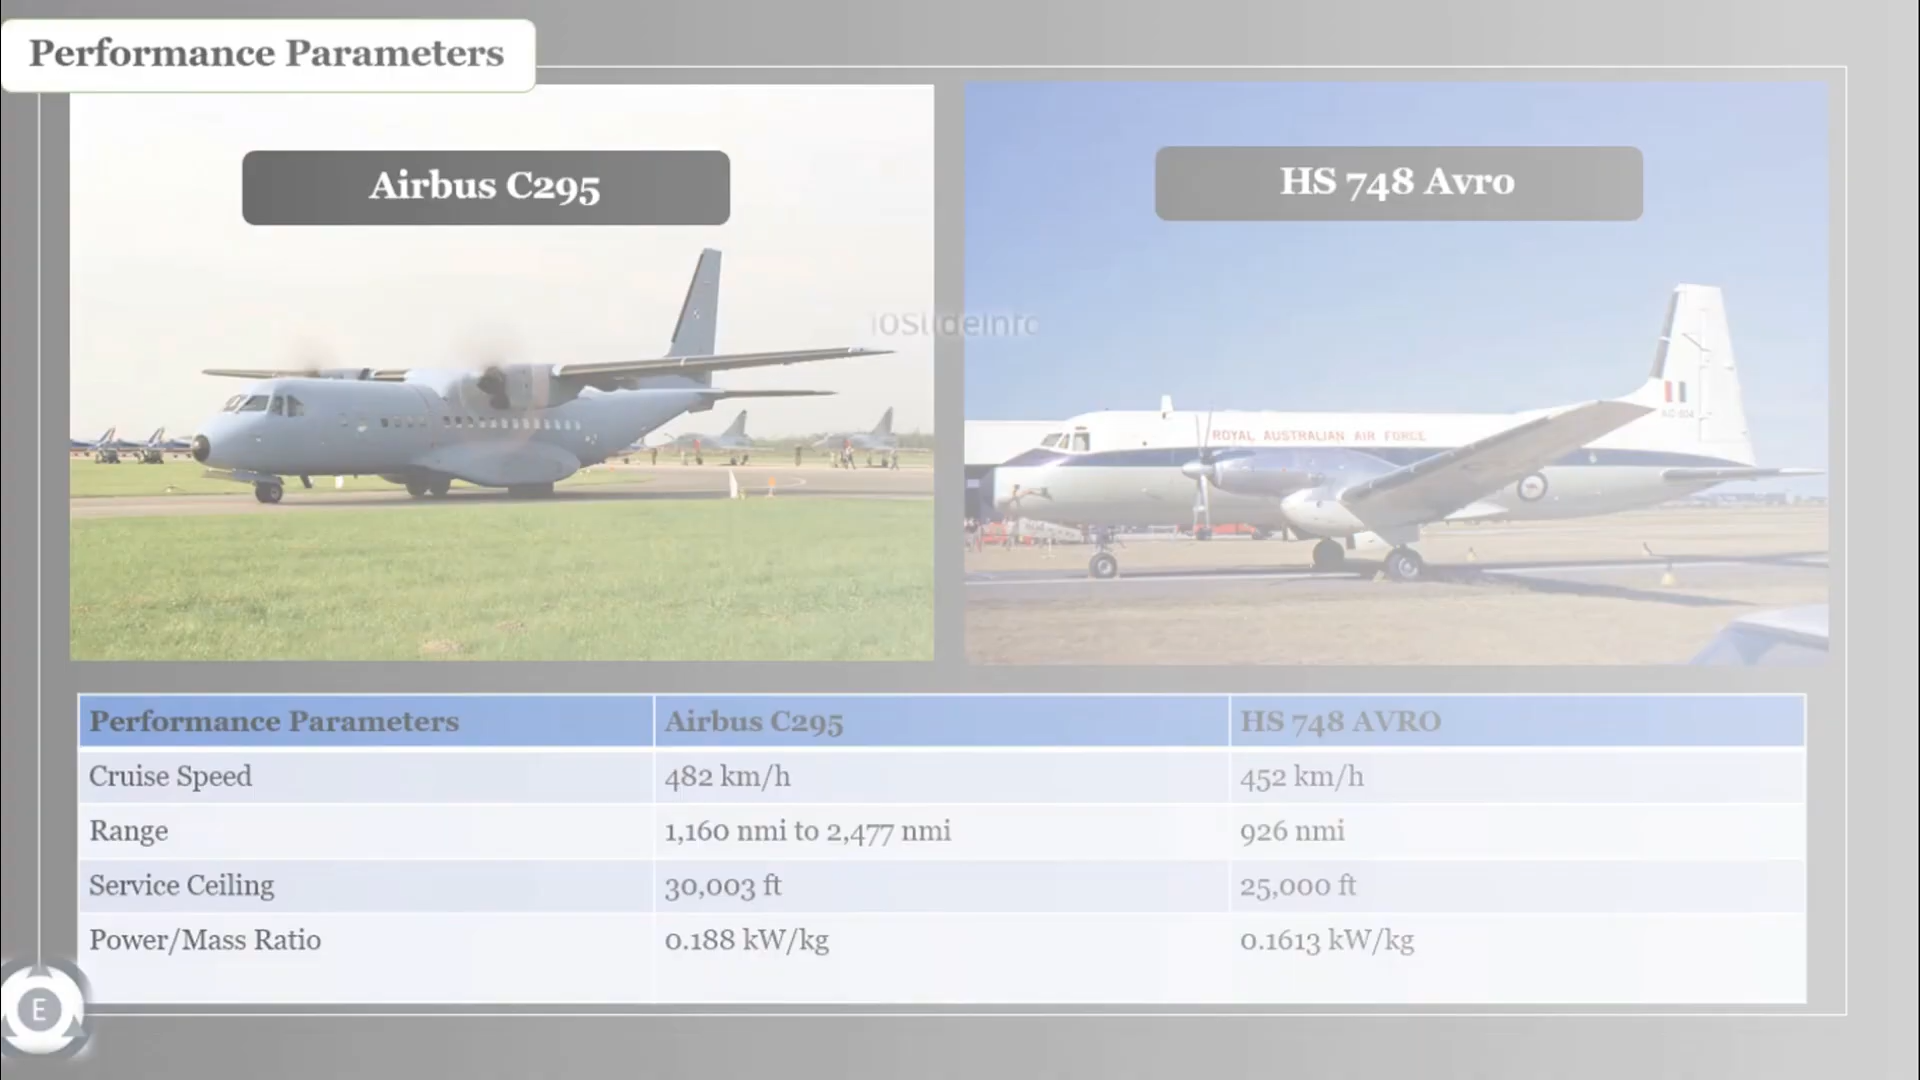 Performance Parameters
Airbus C295
HS 748 Avro
ROYAL AUSTRALIAN AIR FORCE
Performance Parameters Airbus C295 HS 748 AVRO
Cruise Speed 482 km/h 452 km/h
Range 1,160 nmi to 2,477 nmi 926 nmi
Service Ceiling 30,003 ft 25,000 ft
Power/Mass Ratio 0.188 kW/kg 0.1613 kW/kg
E